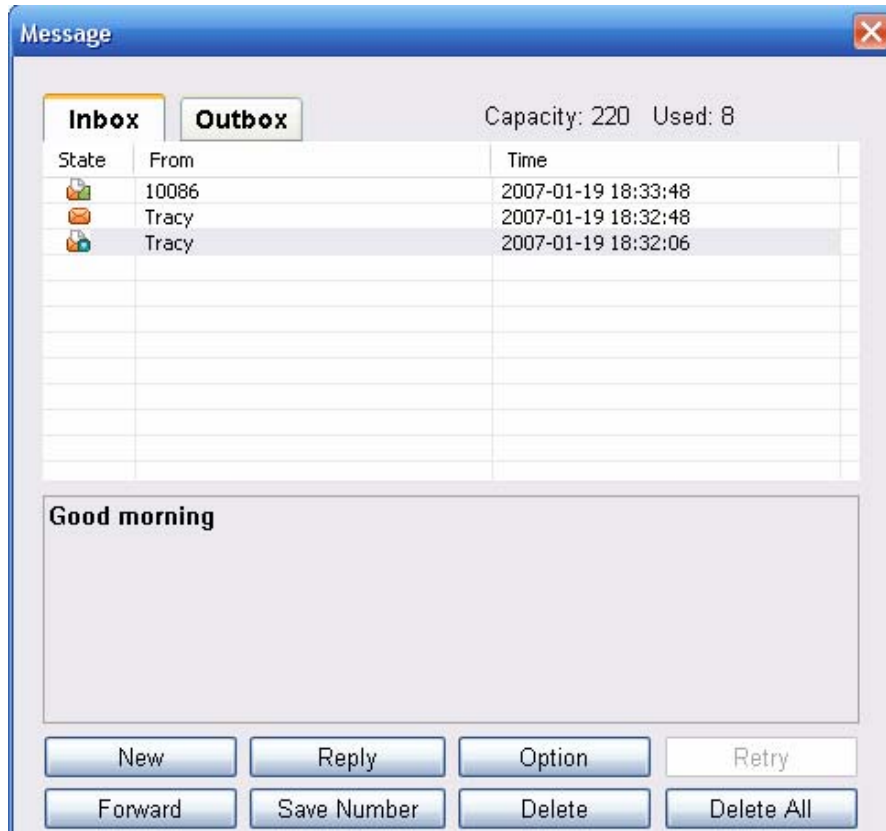 Message
Inbox Outbox Capacity: 220 Used: 8
State From Time
10086 2007-01-19 18:33:48
Tracy 2007-01-19 18:32:48
Tracy 2007-01-19 18:32:06
Good morning
New Reply Option Retry
Forward Save Number Delete Delete All